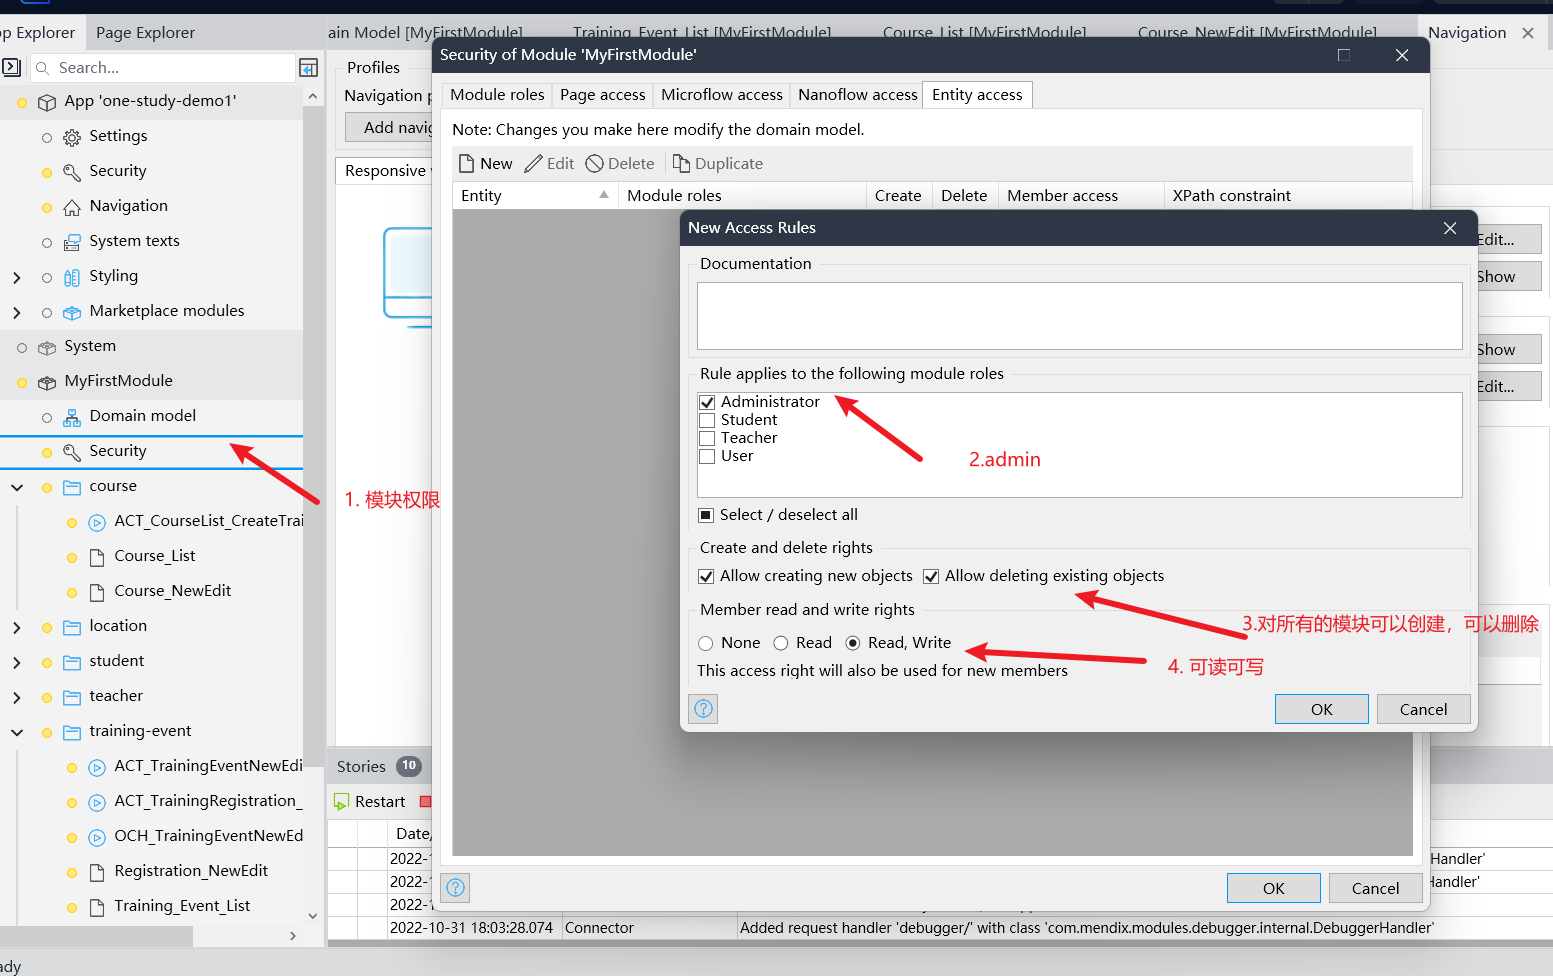 p Explorer
Page Explorer
ain Model [MyFirstModule]
Training_Event_List [MyFirstModule]
Course_List [MyFirstModule]
Course_NewEdit [MyFirstModule]
Navigation
Search...
App 'one-study-demo1'
Settings
Security
Navigation
System texts
Styling
Marketplace modules
System
MyFirstModule
Domain model
Security
course
ACT_CourseList_CreateTrai
Course_List
Course_NewEdit
location
student
teacher
training-event
ACT_TrainingEventNewEdi
ACT_TrainingRegistration_
OCH_TrainingEventNewEd
Registration_NewEdit
Training_Event_List
ady
Profiles
Navigation p
Add navig
Responsive
1. 模块权限
Security of Module 'MyFirstModule'
Module roles
Page access
Microflow access
Nanoflow access
Entity access
Note: Changes you make here modify the domain model.
New
Edit
Delete
Duplicate
Entity
Module roles
Create
Delete
Member access
XPath constraint
New Access Rules
Documentation
Rule applies to the following module roles
Administrator
Student
Teacher
User
2.admin
Select / deselect all
Create and delete rights
Allow creating new objects
Allow deleting existing objects
3.对所有的模块可以创建，可以删除
Member read and write rights
None
Read
Read, Write
4. 可读可写
This access right will also be used for new members
OK
Cancel
Edit...
Show
Show
Edit...
OK
Cancel
Stories
10
Restart
Date/
2022-1
Handler'
2022-1
Handler'
2022-1
2022-10-31 18:03:28.074
Connector
Added request handler 'debugger/' with class 'com.mendix.modules.debugger.internal.DebuggerHandler'